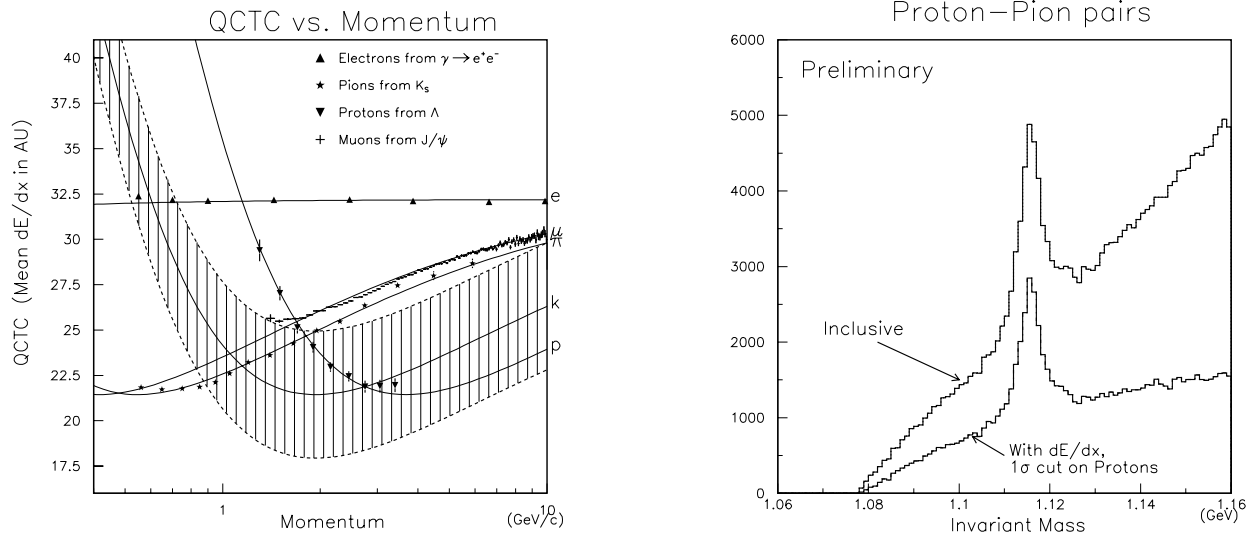 QCTC vs. Momentum
QCTC (Mean dE/dx in AU)
40
37.5
35
32.5
30
27.5
25
22.5
20
17.5
▲ Electrons from γ → e⁺e⁻
★ Pions from Kₛ
▼ Protons from Λ
+ Muons from J/ψ
e
μ
π
k
p
1
10
Momentum
(GeV/c)
Proton−Pion pairs
6000
5000
4000
3000
2000
1000
0
Preliminary
Inclusive
With dE/dx,
1σ cut on Protons
1.06
1.08
1.1
1.12
1.14
1.16
Invariant Mass
(GeV)